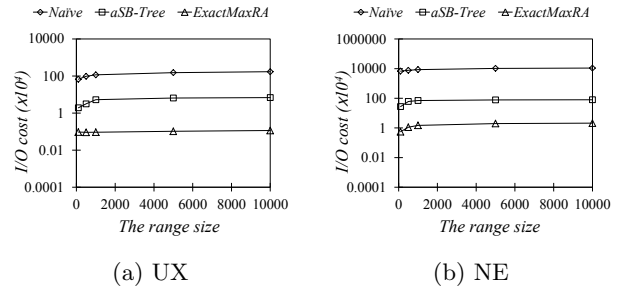 Naïve aSB-Tree ExactMaxRA
10000
100
1
0.01
0.0001
I/O cost (x10⁴)
0 2000 4000 6000 8000 10000
The range size
(a) UX
Naïve aSB-Tree ExactMaxRA
1000000
10000
100
1
0.01
0.0001
I/O cost (x10⁴)
0 2000 4000 6000 8000 10000
The range size
(b) NE